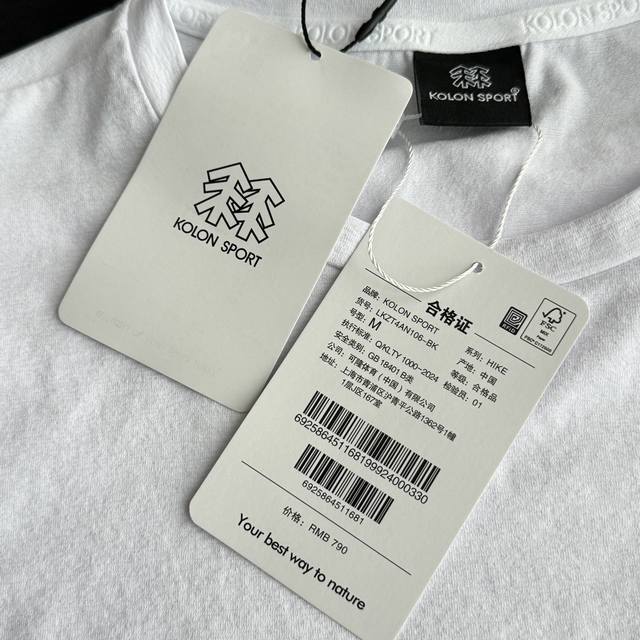 KOLON SPORT
KOLON SPORT
KOLON SPORT
KOLON SPORT
合格证
品牌: KOLON SPORT
货号: LKZT4AN106-BK
系列: HIKE
号型: M
产地: 中国
执行标准: Q/KLTY 1000-2024
等级: 合格品
安全类别: GB 18401 B类
检验员: 01
公司: 可隆体育(中国)有限公司
地址: 上海市青浦区沪青平公路1362号1幢
1层J区167室
FSC
6925864511681999240003​30
6925864511681
价格: RMB 790
Your best way to nature